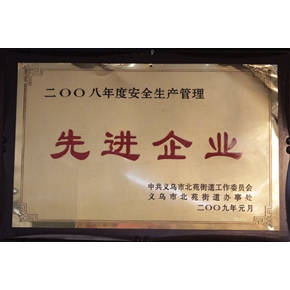 二〇〇八年度安全生产管理
先进企业
中共义乌市北苑街道工作委员会
义乌市北苑街道办事处
二〇〇九年元月